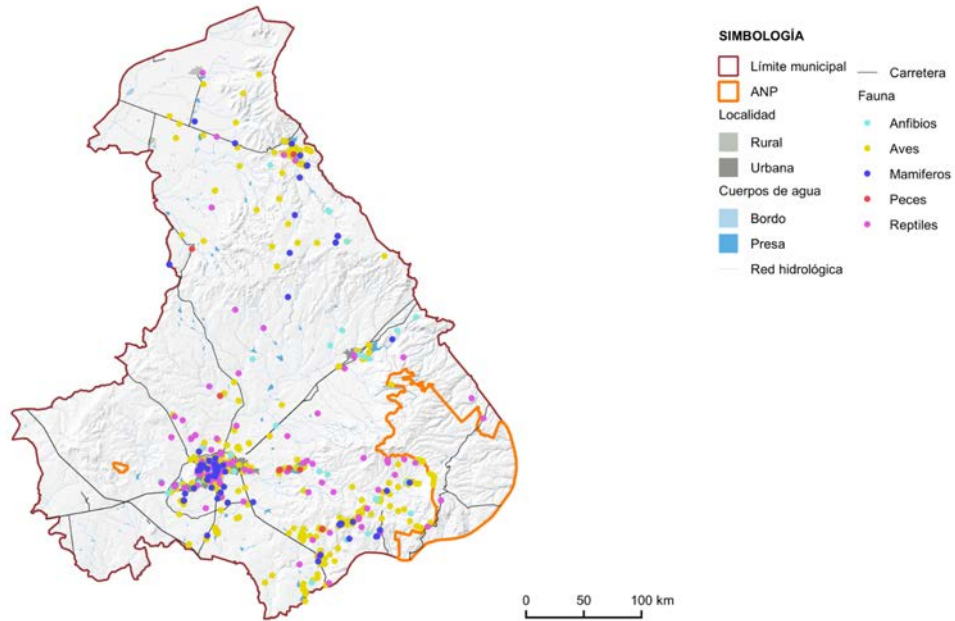 SIMBOLOGÍA
Límite municipal
ANP
Localidad
Rural
Urbana
Cuerpos de agua
Bordo
Presa
Red hidrológica
Carretera
Fauna
Anfibios
Aves
Mamiferos
Peces
Reptiles
0 50 100 km